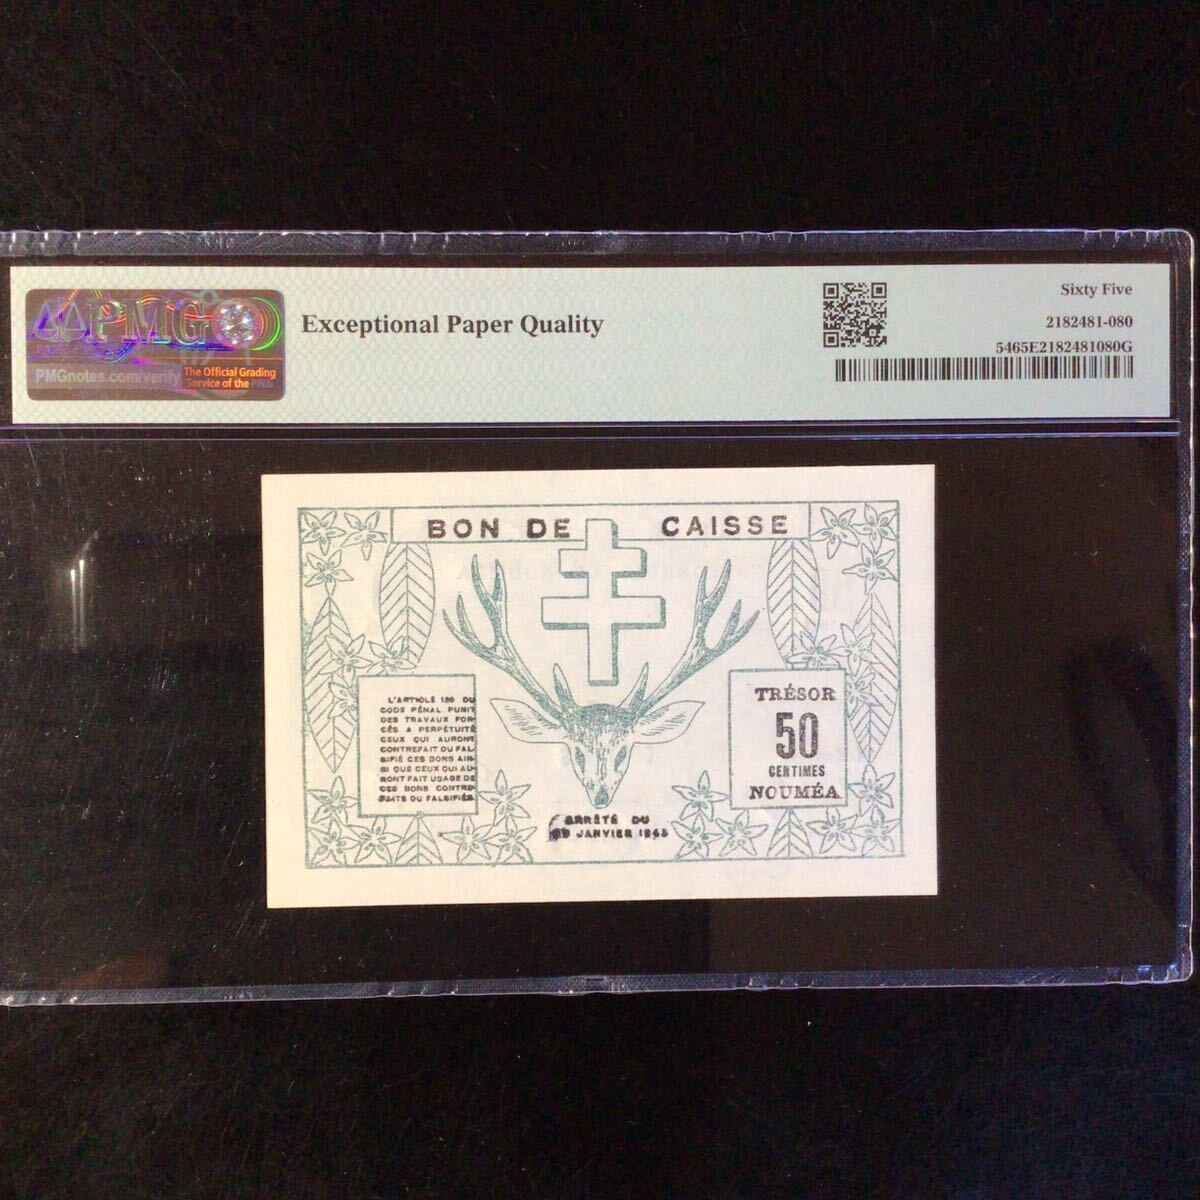 PMG
PMGnotes.com/verify
The Official Grading
Service of the PNG
Exceptional Paper Quality
Sixty Five
2182481-080
5465E2182481080G
BON DE CAISSE
L'ARTICLE 139 DU
CODE PÉNAL PUNIT
DES TRAVAUX FOR-
CÉS A PERPÉTUITÉ
CEUX QUI AURONT
CONTREFAIT OU FAL-
SIFIÉ CES BONS AIN-
SI QUE CEUX QUI AU-
RONT FAIT USAGE DE
CES BONS CONTRE-
FAITS OU FALSIFIÉS.
TRÉSOR
50
CENTIMES
NOUMÉA
ARRÊTÉ DU
JANVIER 1943